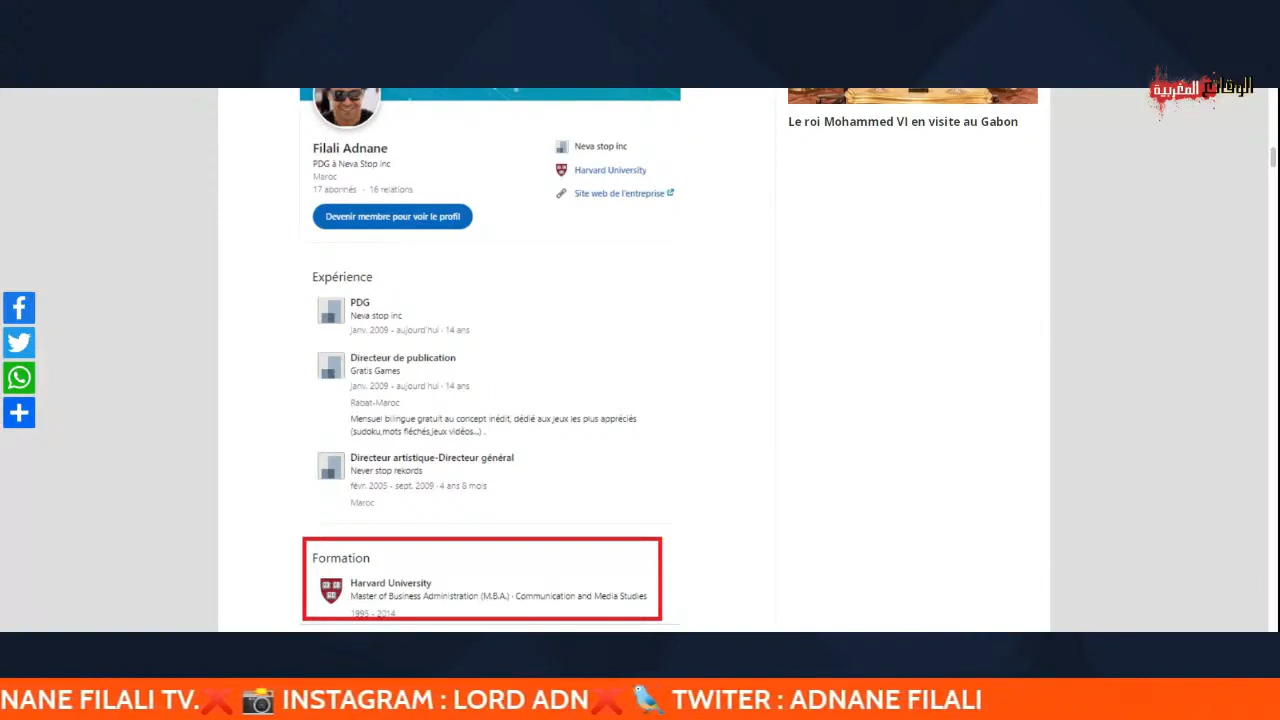 الوقائع المغربية
Le roi Mohammed VI en visite au Gabon
Filali Adnane
PDG à Neva Stop inc
Maroc
17 abonnés · 16 relations
Devenir membre pour voir le profil
Neva stop inc
Harvard University
Site web de l'entreprise
Expérience
PDG
Neva stop inc
janv. 2009 - aujourd'hui · 14 ans
Directeur de publication
Gratis Games
janv. 2009 - aujourd'hui · 14 ans
Rabat-Maroc
Mensuel bilingue gratuit au concept inédit, dédié aux jeux les plus appréciés
(sudoku,mots fléchés,jeux vidéos...) .
Directeur artistique-Directeur général
Never stop rekords
févr. 2005 - sept. 2009 · 4 ans 8 mois
Maroc
Formation
Harvard University
Master of Business Administration (M.B.A.) · Communication and Media Studies
1995 - 2014
NANE FILALI TV.❌ 📸 INSTAGRAM : LORD ADN❌ 🐦 TWITER : ADNANE FILALI